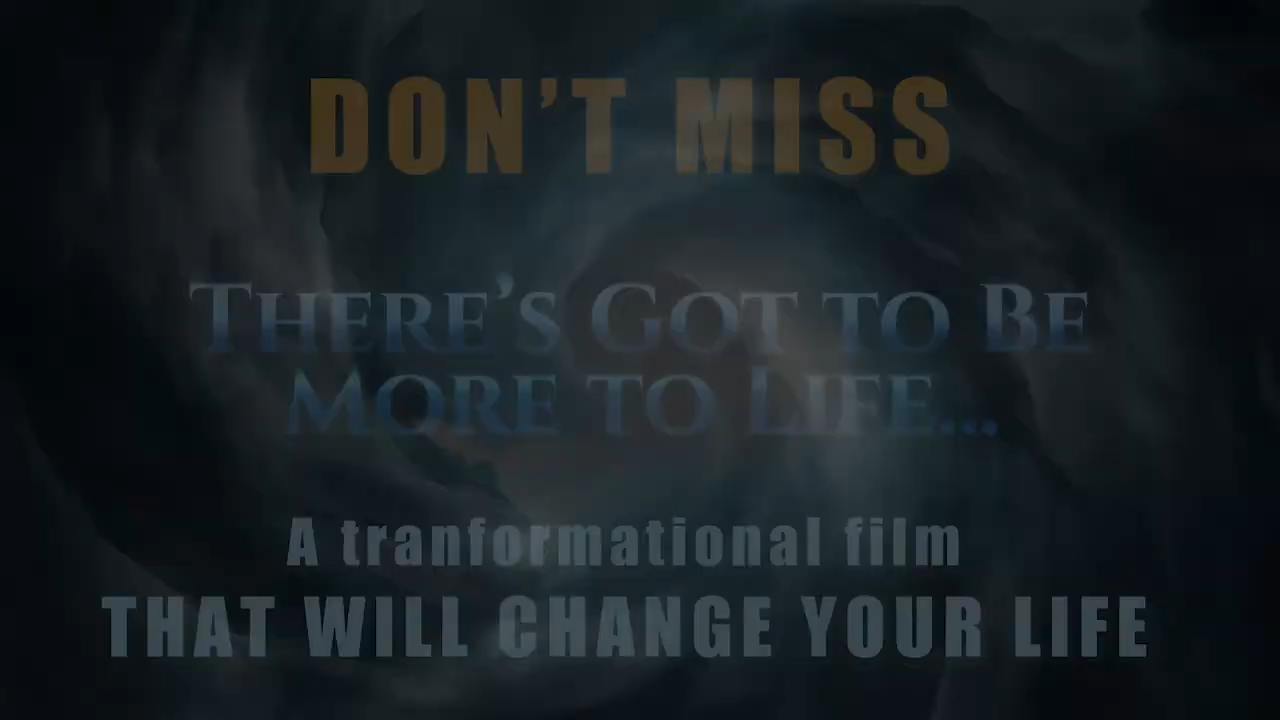 DON'T MISS
THERE'S GOT TO BE
MORE TO LIFE...
A tranformational film
THAT WILL CHANGE YOUR LIFE